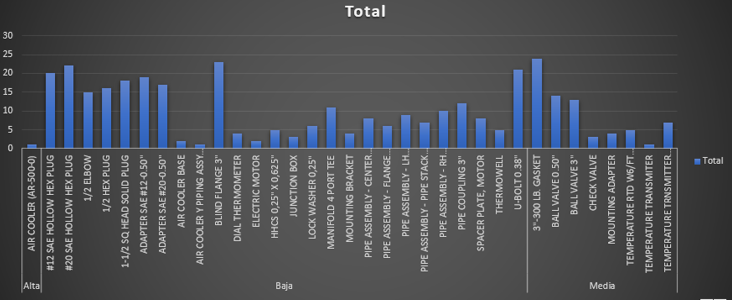 Total
30
25
20
15
10
5
0
AIR COOLER (AR-500-0)
#12 SAE HOLLOW HEX PLUG
#20 SAE HOLLOW HEX PLUG
1/2 ELBOW
1/2 HEX PLUG
1-1/2 SQ HEAD SOLID PLUG
ADAPTER SAE #12-0.50"
ADAPTER SAE #20-0.50"
AIR COOLER BASE
AIR COOLER Y PIPING ASSY...
BLIND FLANGE 3"
DIAL THERMOMETER
ELECTRIC MOTOR
HHCS 0,25" X 0.625"
JUNCTION BOX
LOCK WASHER 0,25"
MANIFOLD 4 PORT TEE
MOUNTING BRACKET
PIPE ASSEMBLY - CENTER...
PIPE ASSEMBLY - FLANGE...
PIPE ASSEMBLY - LH...
PIPE ASSEMBLY - PIPE STACK...
PIPE ASSEMBLY - RH...
PIPE COUPLING 3"
SPACER PLATE, MOTOR
THERMOWELL
U-BOLT 0.38"
3"-300 LB. GASKET
BALL VALVE 0.50"
BALL VALVE 3"
CHECK VALVE
MOUNTING ADAPTER
TEMPERATURE RTD W6/FT...
TEMPERATURE TRANSMITER
TEMPERATURE TRNSMITTER
Alta
Baja
Media
Total